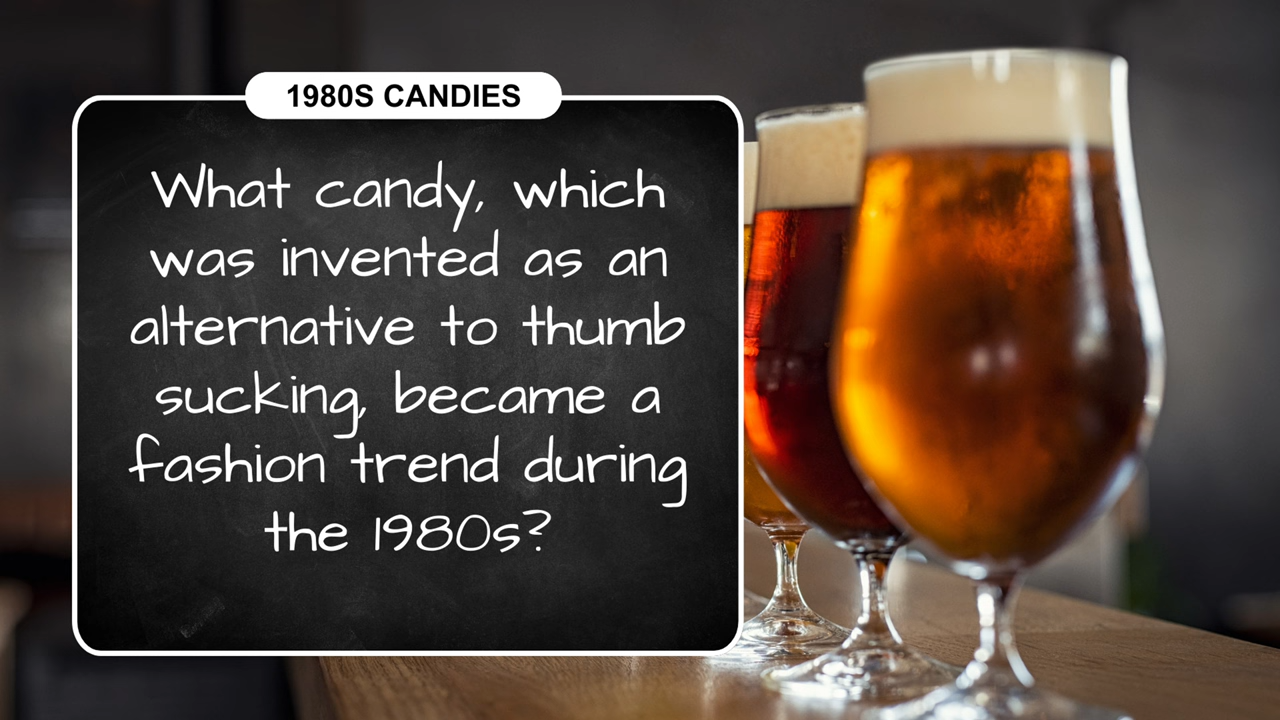 1980S CANDIES
What candy, which
was invented as an
alternative to thumb
sucking, became a
fashion trend during
the 1980s?